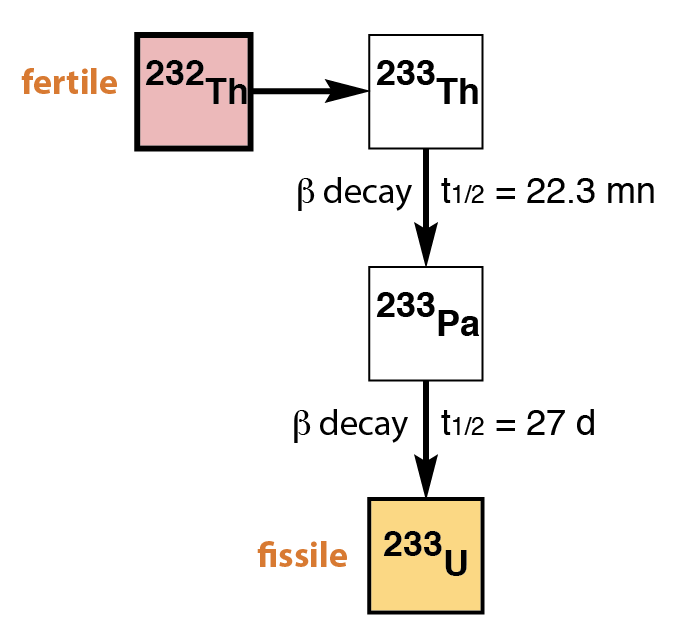 fertile
232Th
233Th
β decay
t1/2 = 22.3 mn
233Pa
β decay
t1/2 = 27 d
fissile
233U